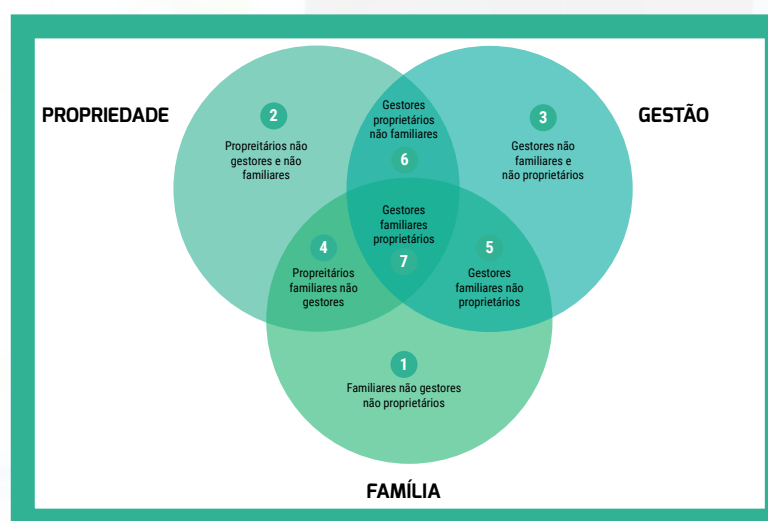 PROPRIEDADE
GESTÃO
2
Propreitários não
gestores e não
familiares
Gestores
proprietários
não familiares
6
3
Gestores não
familiares e
não proprietários
Gestores
familiares
proprietários
7
4
Propreitários
familiares não
gestores
5
Gestores
familiares não
proprietários
1
Familiares não gestores
não proprietários
FAMÍLIA